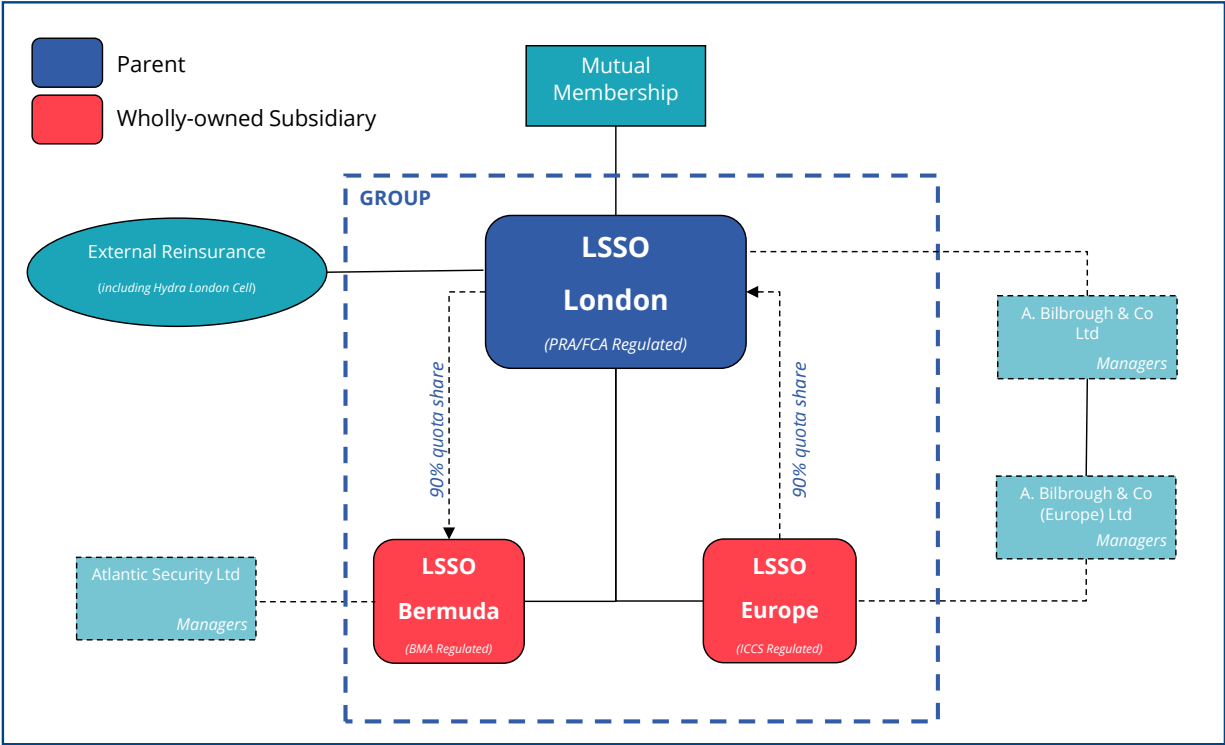 Parent
Wholly-owned Subsidiary
Mutual
Membership
GROUP
External Reinsurance
(including Hydra London Cell)
LSSO
London
(PRA/FCA Regulated)
A. Bilbrough & Co
Ltd
Managers
90% quota share
90% quota share
A. Bilbrough & Co
(Europe) Ltd
Managers
Atlantic Security Ltd
Managers
LSSO
Bermuda
(BMA Regulated)
LSSO
Europe
(ICCS Regulated)